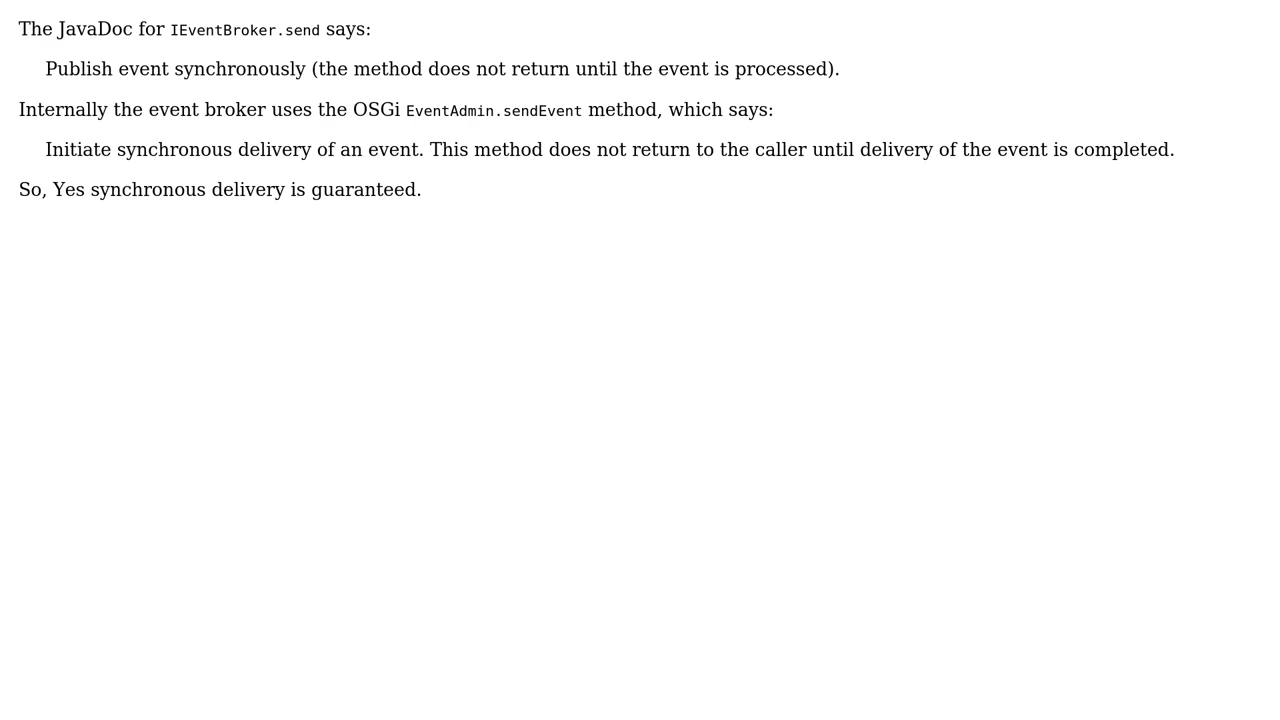 The JavaDoc for IEventBroker.send says:
Publish event synchronously (the method does not return until the event is processed).
Internally the event broker uses the OSGi EventAdmin.sendEvent method, which says:
Initiate synchronous delivery of an event. This method does not return to the caller until delivery of the event is completed.
So, Yes synchronous delivery is guaranteed.